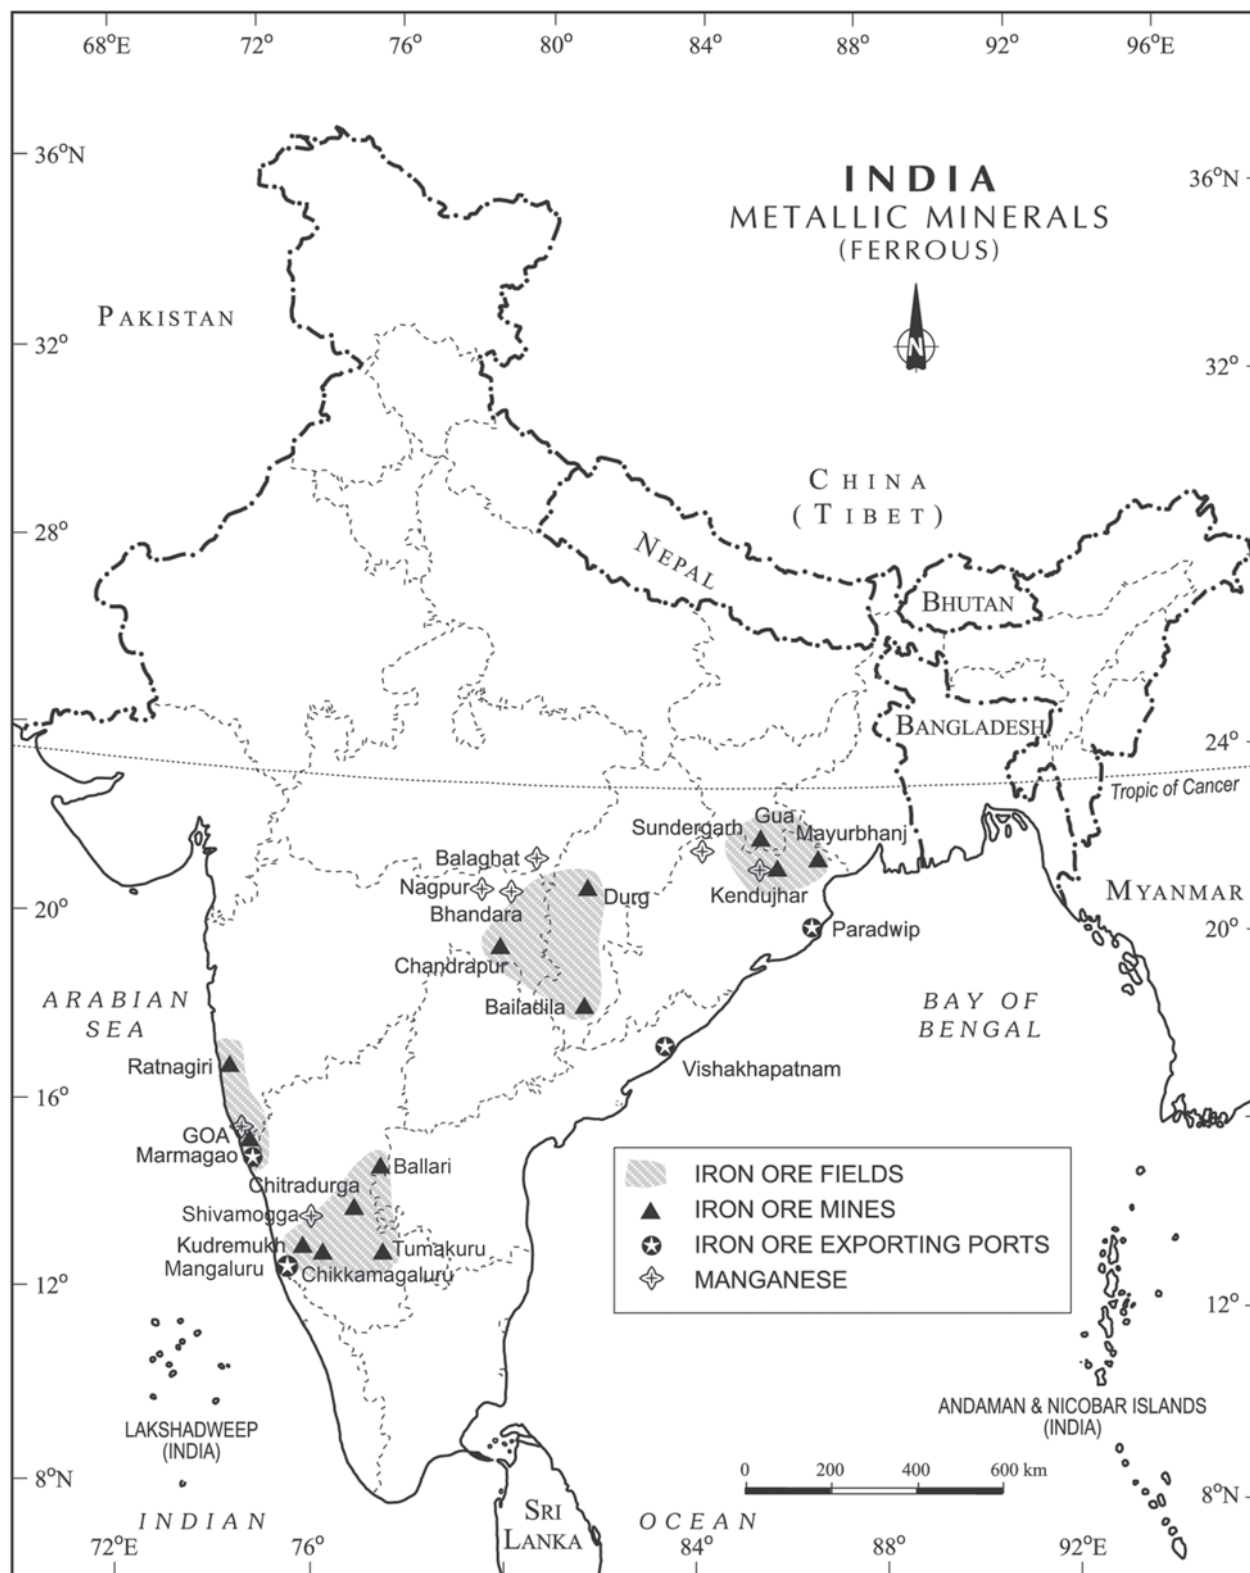 68°E 72° 76° 80° 84° 88° 92° 96°E
36°N
INDIA
METALLIC MINERALS
(FERROUS)
36°N
PAKISTAN
N
32°
32°
CHINA
(TIBET)
28°
NEPAL
BHUTAN
BANGLADESH
24°
Tropic of Cancer
Sundergarh
Gua
Mayurbhanj
Balaghat
Nagpur
Bhandara
Durg
Kendujhar
MYANMAR
20°
20°
Paradwip
Chandrapur
Bailadila
ARABIAN
SEA
BAY OF
BENGAL
Ratnagiri
Vishakhapatnam
16°
GOA
Marmagao
Ballari
Chitradurga
Shivamogga
Kudremukh
Tumakuru
Mangaluru
Chikkamagaluru
IRON ORE FIELDS
IRON ORE MINES
IRON ORE EXPORTING PORTS
MANGANESE
12°
12°
LAKSHADWEEP
(INDIA)
ANDAMAN & NICOBAR ISLANDS
(INDIA)
8°N
0 200 400 600 km
8°N
SRI
LANKA
INDIAN OCEAN
72°E 76° 84° 88° 92°E